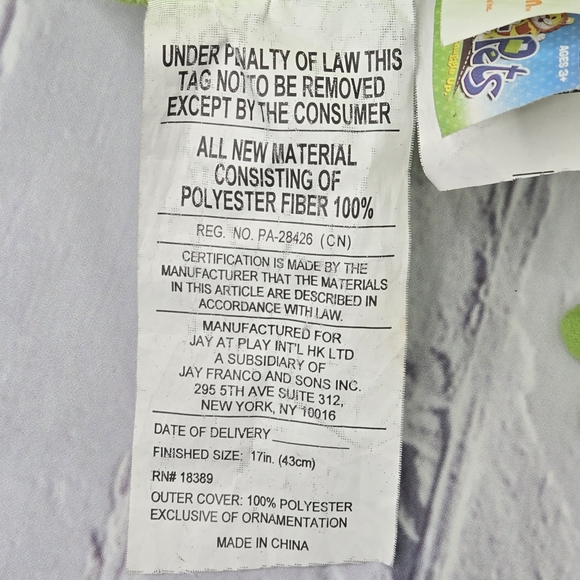 UNDER PNALTY OF LAW THIS
TAG NOT TO BE REMOVED
EXCEPT BY THE CONSUMER
ALL NEW MATERIAL
CONSISTING OF
POLYESTER FIBER 100%
REG. NO. PA-28426 (CN)
CERTIFICATION IS MADE BY THE
MANUFACTURER THAT THE MATERIALS
IN THIS ARTICLE ARE DESCRIBED IN
ACCORDANCE WITH LAW.
MANUFACTURED FOR
JAY AT PLAY INT'L HK LTD
A SUBSIDIARY OF
JAY FRANCO AND SONS INC.
295 5TH AVE SUITE 312,
NEW YORK, NY 10016
DATE OF DELIVERY
FINISHED SIZE: 17in. (43cm)
RN# 18389
OUTER COVER: 100% POLYESTER
EXCLUSIVE OF ORNAMENTATION
MADE IN CHINA
AGES 3+